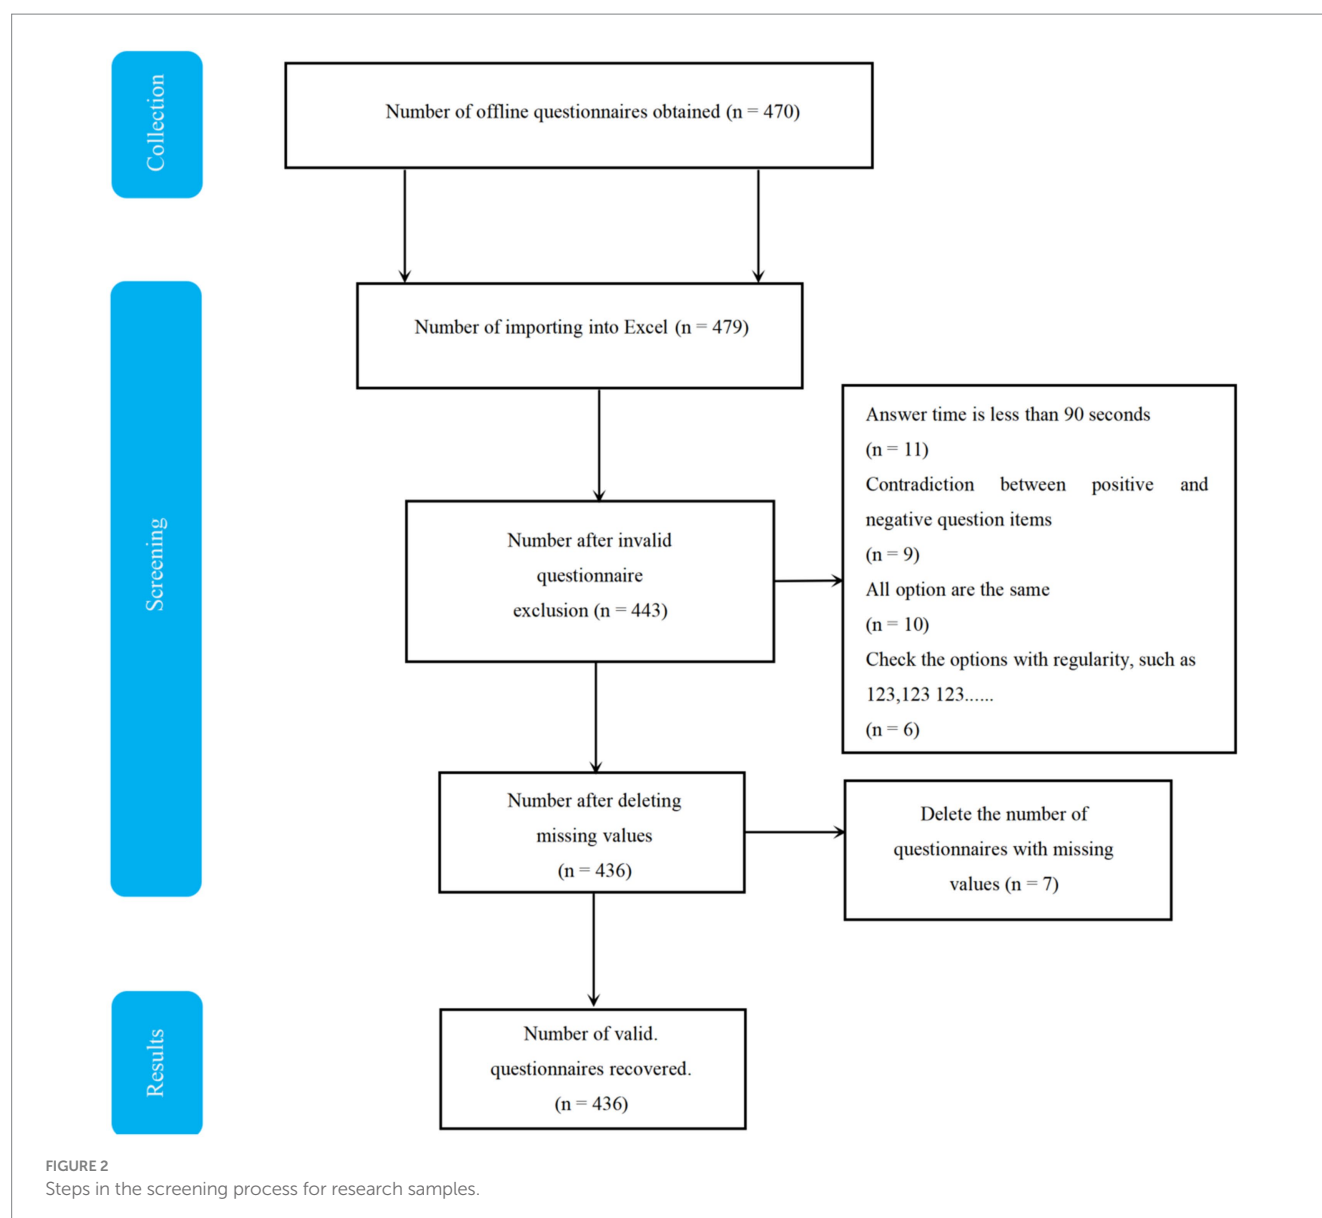 Collection
Number of offline questionnaires obtained (n = 470)
Screening
Number of importing into Excel (n = 479)
Number after invalid
questionnaire
exclusion (n = 443)
Answer time is less than 90 seconds
(n = 11)
Contradiction between positive and
negative question items
(n = 9)
All option are the same
(n = 10)
Check the options with regularity, such as
123,123 123......
(n = 6)
Number after deleting
missing values
(n = 436)
Delete the number of
questionnaires with missing
values (n = 7)
Results
Number of valid.
questionnaires recovered.
(n = 436)
FIGURE 2
Steps in the screening process for research samples.